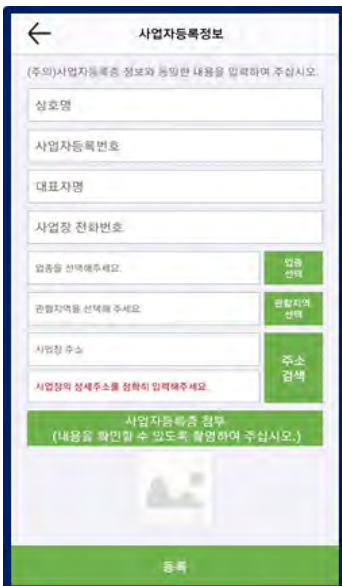 사업자등록정보
(주의)사업자등록증 정보와 동일한 내용을 입력하여 주십시오.
상호명
사업자등록번호
대표자명
사업장 전화번호
업종을 선택해주세요.
업종
선택
관할지역을 선택해 주세요.
관할지역
선택
사업장 주소
주소
검색
사업장의 상세주소를 정확히 입력해주세요.
사업자등록증 첨부
(내용을 확인할 수 있도록 촬영하여 주십시오.)
등록